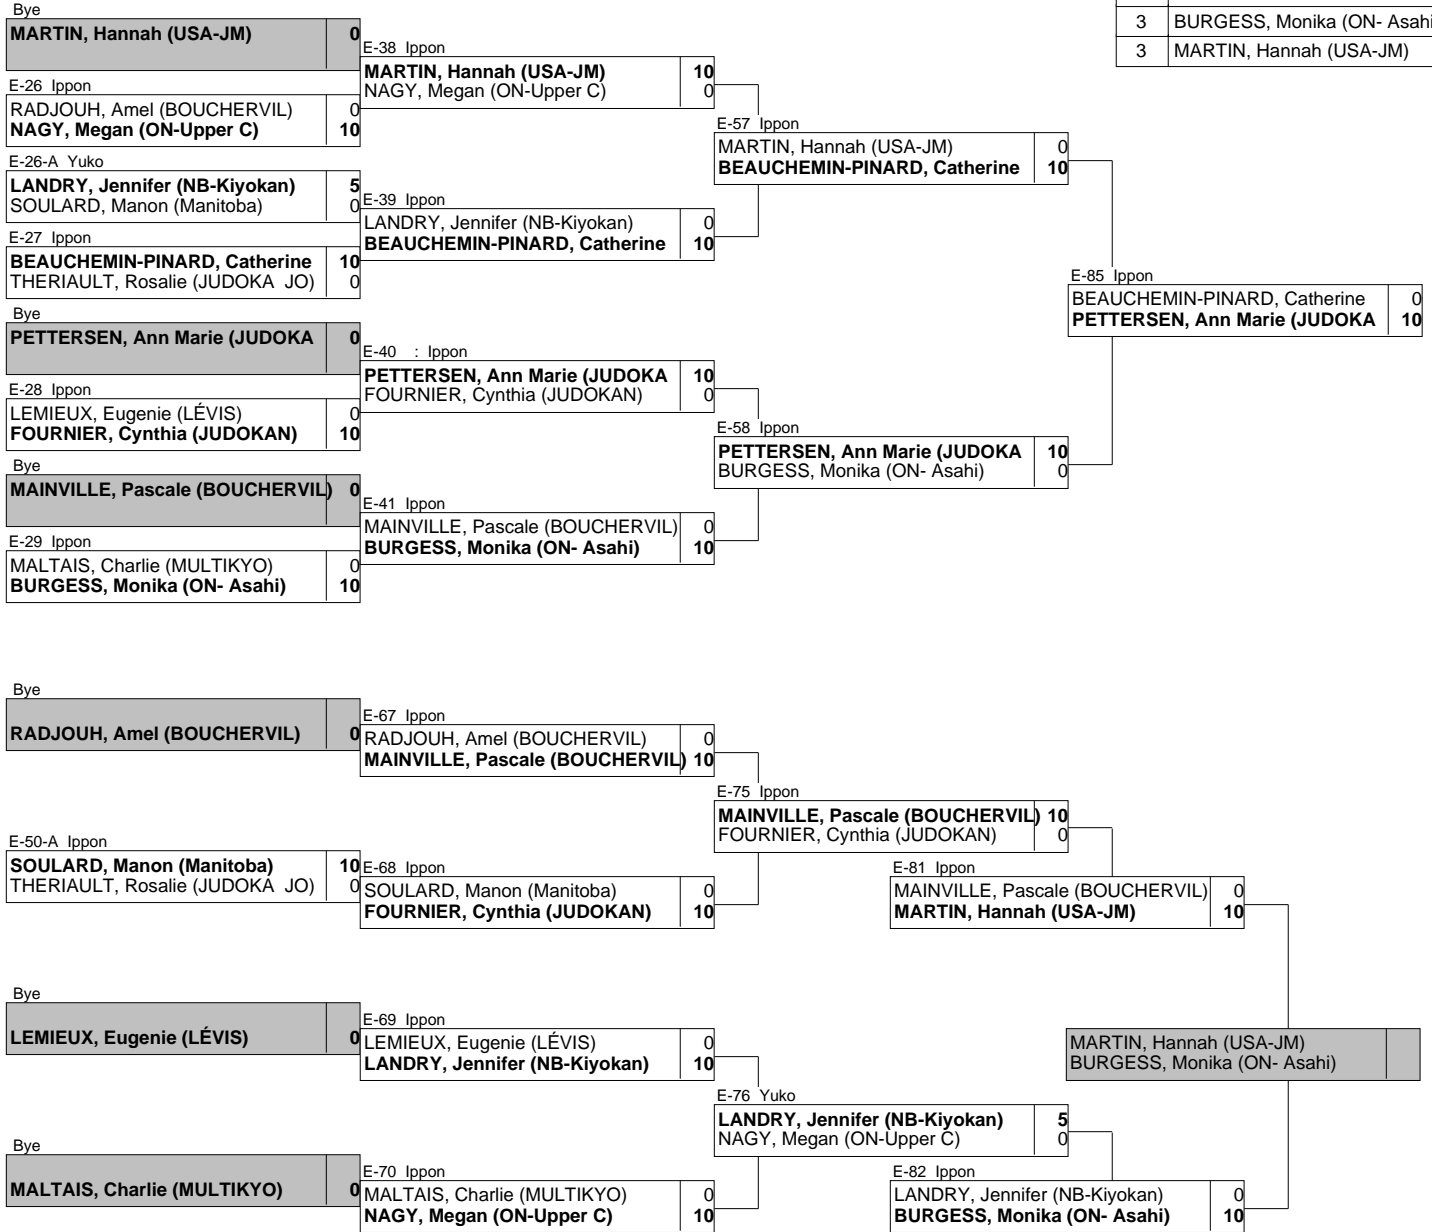 Bye
MARTIN, Hannah (USA-JM) 0
E-26 Ippon
RADJOUH, Amel (BOUCHERVIL) 0
NAGY, Megan (ON-Upper C) 10
E-26-A Yuko
LANDRY, Jennifer (NB-Kiyokan) 5
SOULARD, Manon (Manitoba) 0
E-27 Ippon
BEAUCHEMIN-PINARD, Catherine 10
THERIAULT, Rosalie (JUDOKA JO) 0
Bye
PETTERSEN, Ann Marie (JUDOKA 0
E-28 Ippon
LEMIEUX, Eugenie (LÉVIS) 0
FOURNIER, Cynthia (JUDOKAN) 10
Bye
MAINVILLE, Pascale (BOUCHERVIL) 0
E-29 Ippon
MALTAIS, Charlie (MULTIKYO) 0
BURGESS, Monika (ON- Asahi) 10
E-38 Ippon
MARTIN, Hannah (USA-JM) 10
NAGY, Megan (ON-Upper C) 0
E-39 Ippon
LANDRY, Jennifer (NB-Kiyokan) 0
BEAUCHEMIN-PINARD, Catherine 10
E-40 : Ippon
PETTERSEN, Ann Marie (JUDOKA 10
FOURNIER, Cynthia (JUDOKAN) 0
E-41 Ippon
MAINVILLE, Pascale (BOUCHERVIL) 0
BURGESS, Monika (ON- Asahi) 10
E-57 Ippon
MARTIN, Hannah (USA-JM) 0
BEAUCHEMIN-PINARD, Catherine 10
E-58 Ippon
PETTERSEN, Ann Marie (JUDOKA 10
BURGESS, Monika (ON- Asahi) 0
3 BURGESS, Monika (ON- Asahi
3 MARTIN, Hannah (USA-JM)
E-85 Ippon
BEAUCHEMIN-PINARD, Catherine 0
PETTERSEN, Ann Marie (JUDOKA 10
Bye
RADJOUH, Amel (BOUCHERVIL) 0
E-50-A Ippon
SOULARD, Manon (Manitoba) 10
THERIAULT, Rosalie (JUDOKA JO) 0
Bye
LEMIEUX, Eugenie (LÉVIS) 0
Bye
MALTAIS, Charlie (MULTIKYO) 0
E-67 Ippon
RADJOUH, Amel (BOUCHERVIL) 0
MAINVILLE, Pascale (BOUCHERVIL) 10
E-68 Ippon
SOULARD, Manon (Manitoba) 0
FOURNIER, Cynthia (JUDOKAN) 10
E-69 Ippon
LEMIEUX, Eugenie (LÉVIS) 0
LANDRY, Jennifer (NB-Kiyokan) 10
E-70 Ippon
MALTAIS, Charlie (MULTIKYO) 0
NAGY, Megan (ON-Upper C) 10
E-75 Ippon
MAINVILLE, Pascale (BOUCHERVIL) 10
FOURNIER, Cynthia (JUDOKAN) 0
E-76 Yuko
LANDRY, Jennifer (NB-Kiyokan) 5
NAGY, Megan (ON-Upper C) 0
E-81 Ippon
MAINVILLE, Pascale (BOUCHERVIL) 0
MARTIN, Hannah (USA-JM) 10
E-82 Ippon
LANDRY, Jennifer (NB-Kiyokan) 0
BURGESS, Monika (ON- Asahi) 10
MARTIN, Hannah (USA-JM)
BURGESS, Monika (ON- Asahi)